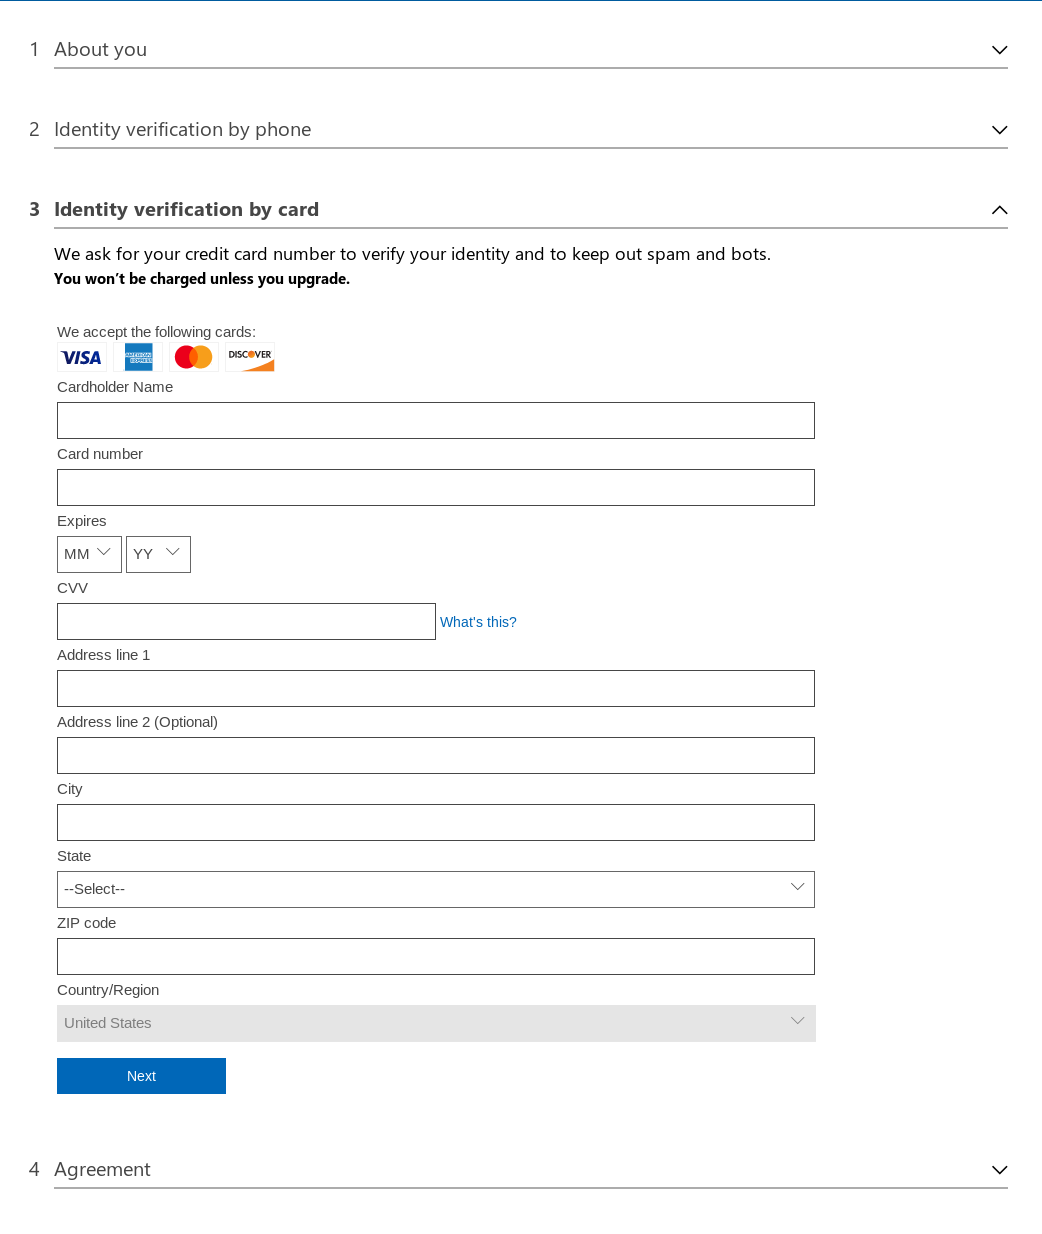 1 About you
2 Identity verification by phone
3 Identity verification by card
We ask for your credit card number to verify your identity and to keep out spam and bots.
You won't be charged unless you upgrade.
We accept the following cards:
VISA AMERICAN EXPRESS DISCOVER
Cardholder Name
Card number
Expires
MM YY
CVV
What's this?
Address line 1
Address line 2 (Optional)
City
State
--Select--
ZIP code
Country/Region
United States
Next
4 Agreement